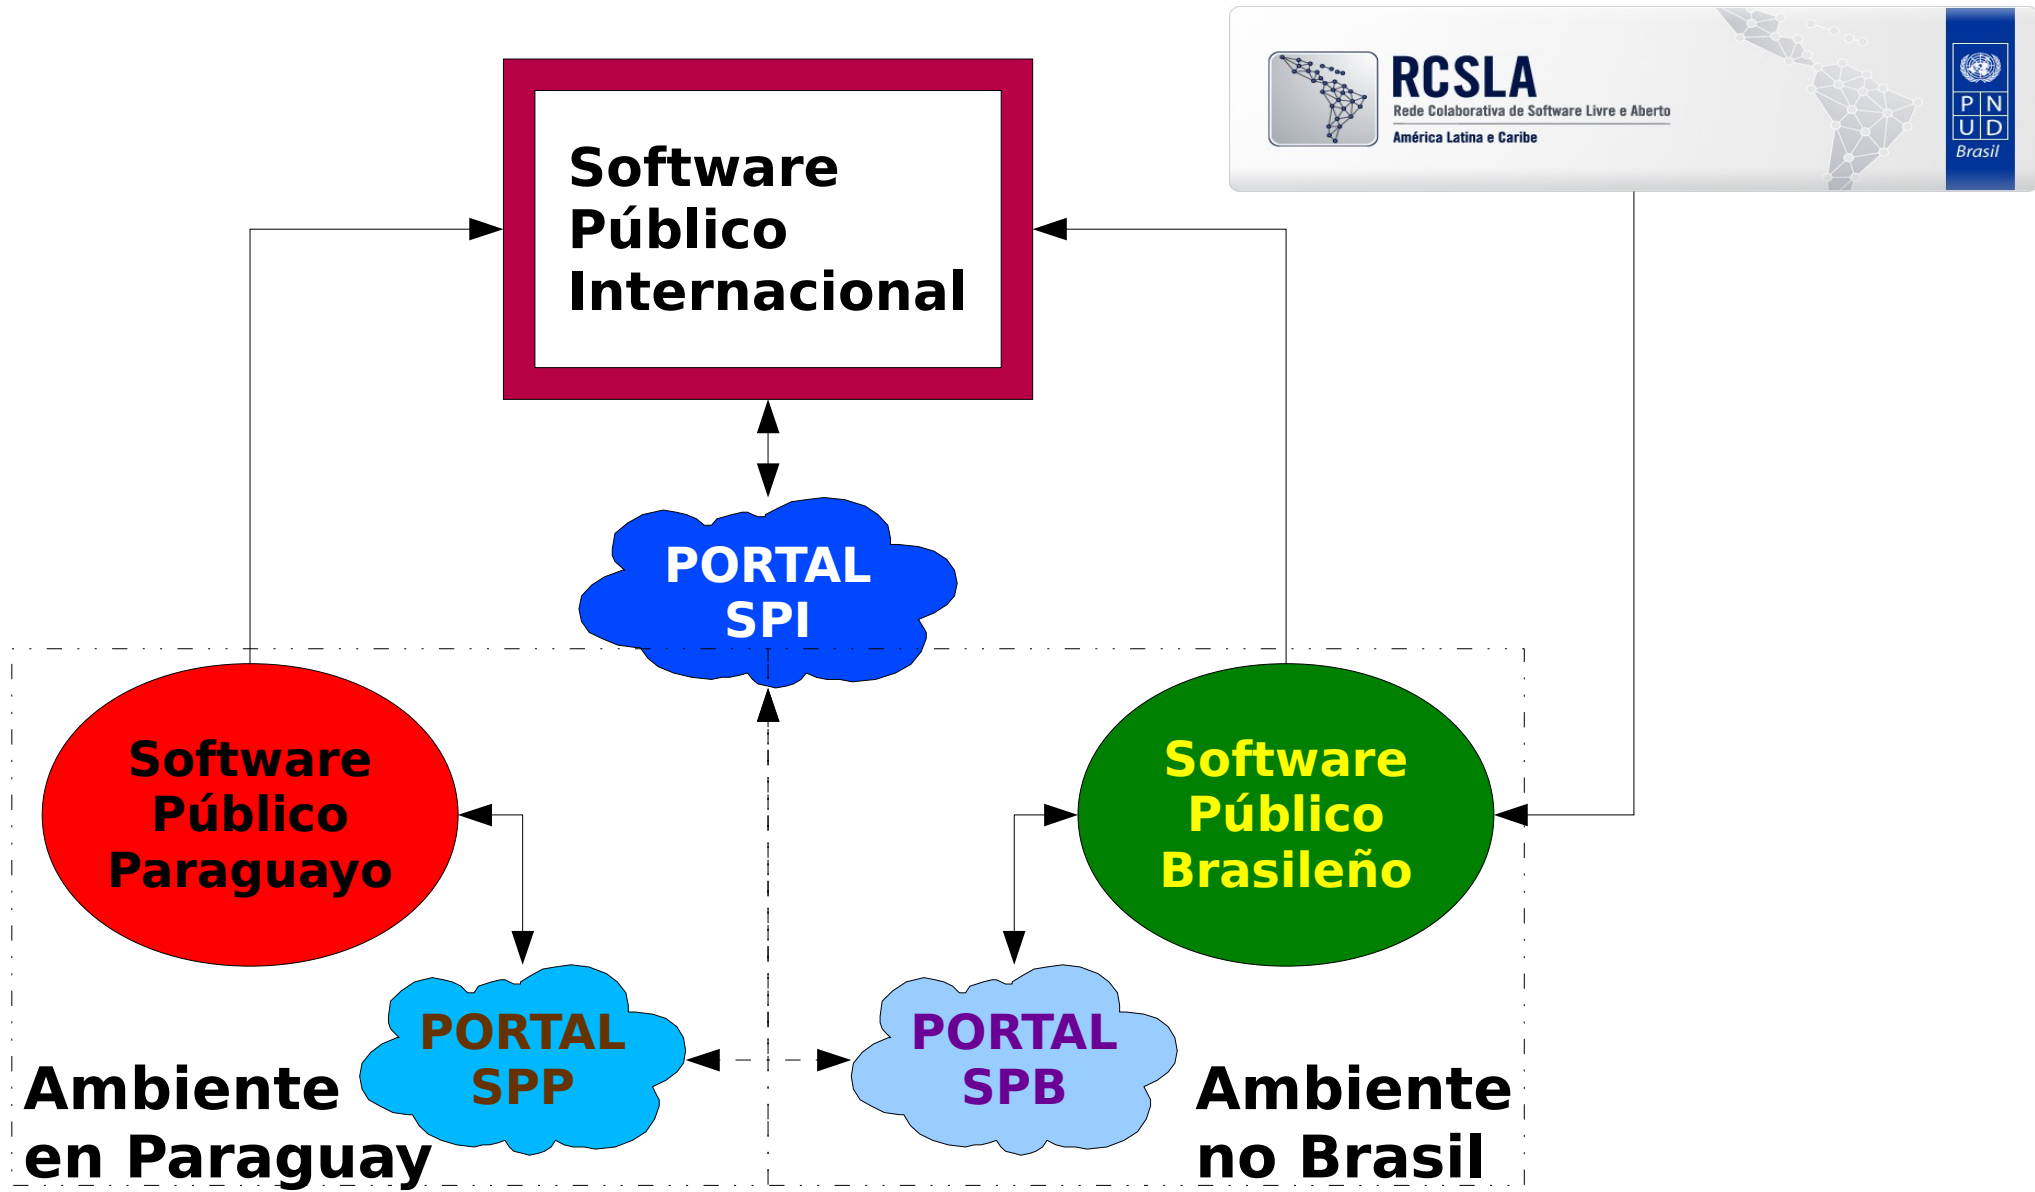 RCSLA
Rede Colaborativa de Software Livre e Aberto
América Latina e Caribe
P N
U D
Brasil
Software
Público
Internacional
PORTAL
SPI
Software
Público
Paraguayo
Software
Público
Brasileño
PORTAL
SPP
PORTAL
SPB
Ambiente
en Paraguay
Ambiente
no Brasil